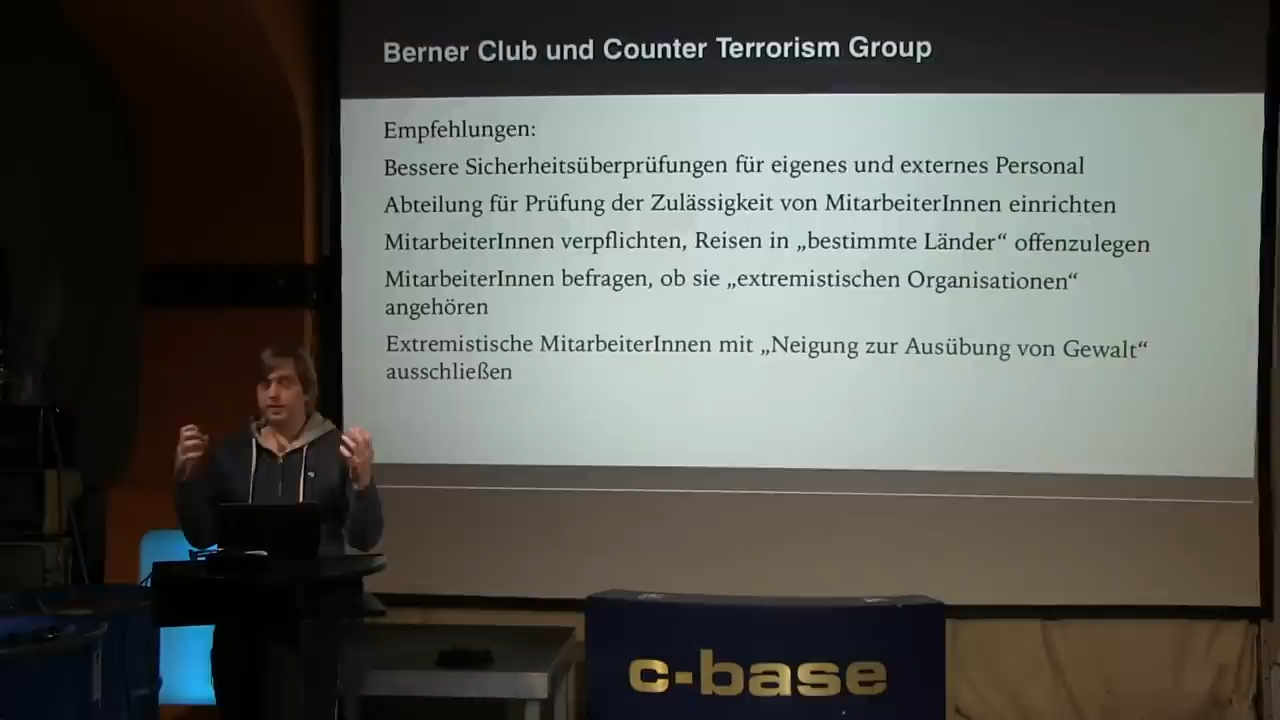 Berner Club und Counter Terrorism Group
Empfehlungen:
Bessere Sicherheitsüberprüfungen für eigenes und externes Personal
Abteilung für Prüfung der Zulässigkeit von MitarbeiterInnen einrichten
MitarbeiterInnen verpflichten, Reisen in „bestimmte Länder“ offenzulegen
MitarbeiterInnen befragen, ob sie „extremistischen Organisationen“
angehören
Extremistische MitarbeiterInnen mit „Neigung zur Ausübung von Gewalt“
ausschließen
c-base